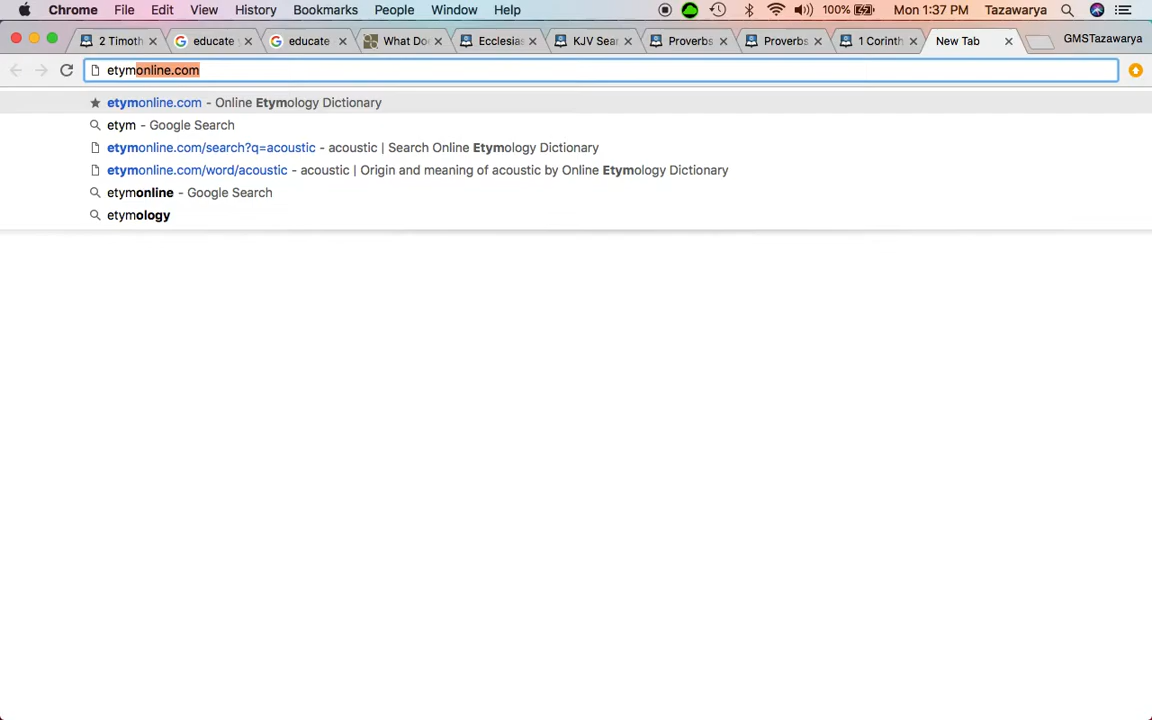 Chrome File Edit View History Bookmarks People Window Help 100% Mon 1:37 PM Tazawarya
2 Timoth educate educate What Do Ecclesias KJV Sear Proverbs Proverbs 1 Corinth New Tab GMSTazawarya
etymonline.com
etymonline.com - Online Etymology Dictionary
etym - Google Search
etymonline.com/search?q=acoustic - acoustic | Search Online Etymology Dictionary
etymonline.com/word/acoustic - acoustic | Origin and meaning of acoustic by Online Etymology Dictionary
etymonline - Google Search
etymology